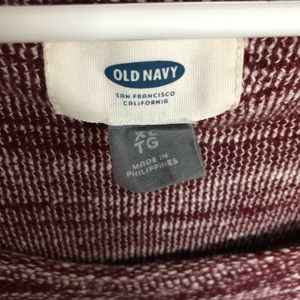 OLD NAVY
SAN FRANCISCO
CALIFORNIA
XL
TG
MADE IN
PHILIPPINES